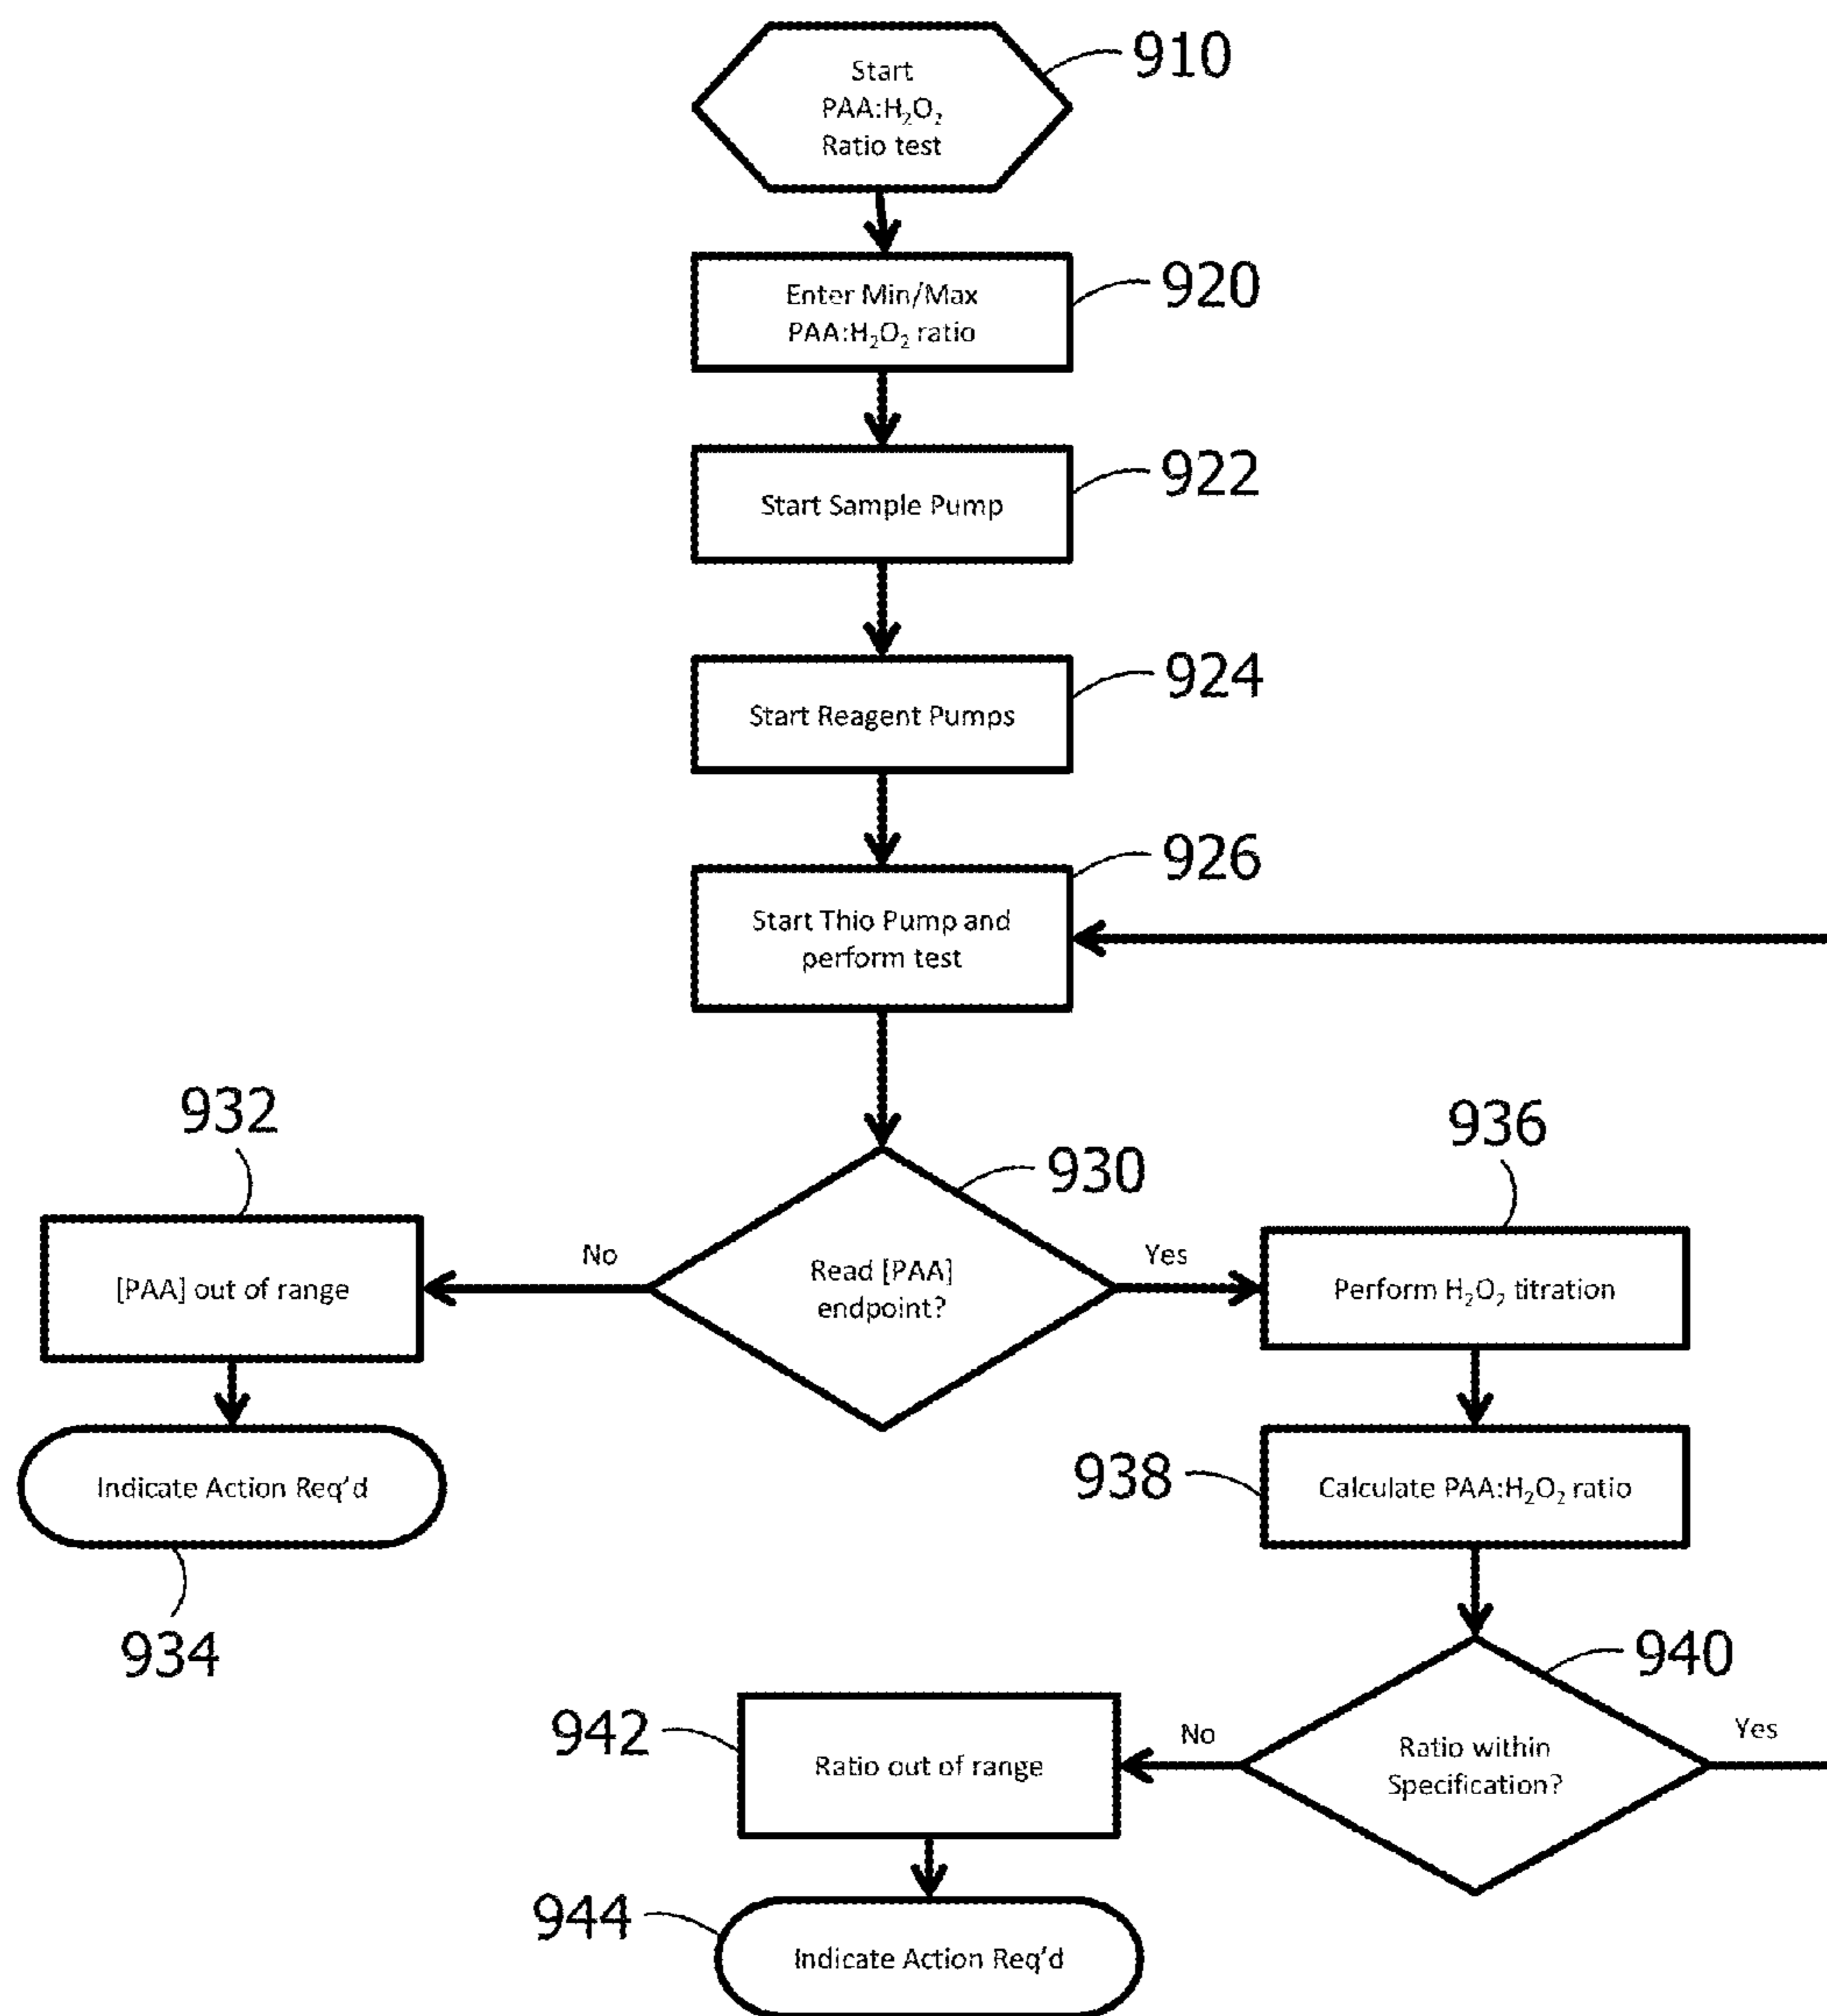 Start
PAA:H₂O₂
Ratio test
910
Enter Min/Max
PAA:H₂O₂ ratio
920
Start Sample Pump
922
Start Reagent Pumps
924
Start Thio Pump and
perform test
926
Read [PAA]
endpoint?
930
No
Yes
932
[PAA] out of range
Indicate Action Req'd
934
936
Perform H₂O₂ titration
938
Calculate PAA:H₂O₂ ratio
940
Ratio within
Specification?
No
Yes
942
Ratio out of range
944
Indicate Action Req'd